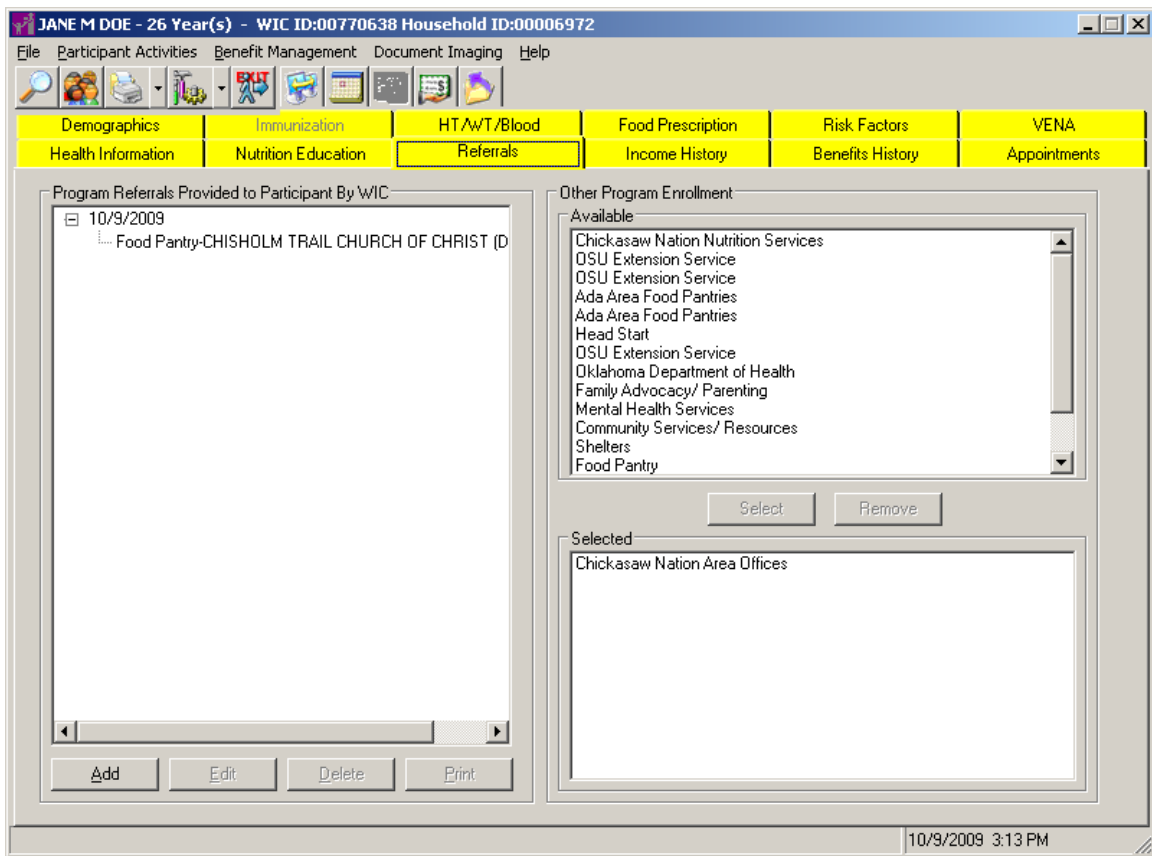 JANE M DOE - 26 Year(s) - WIC ID:00770638 Household ID:00006972
File Participant Activities Benefit Management Document Imaging Help
EXIT
Demographics Immunization HT/WT/Blood Food Prescription Risk Factors VENA
Health Information Nutrition Education Referrals Income History Benefits History Appointments
Program Referrals Provided to Participant By WIC
10/9/2009
Food Pantry-CHISHOLM TRAIL CHURCH OF CHRIST (D
Add Edit Delete Print
Other Program Enrollment
Available
Chickasaw Nation Nutrition Services
OSU Extension Service
OSU Extension Service
Ada Area Food Pantries
Ada Area Food Pantries
Head Start
OSU Extension Service
Oklahoma Department of Health
Family Advocacy/ Parenting
Mental Health Services
Community Services/ Resources
Shelters
Food Pantry
Select Remove
Selected
Chickasaw Nation Area Offices
10/9/2009 3:13 PM